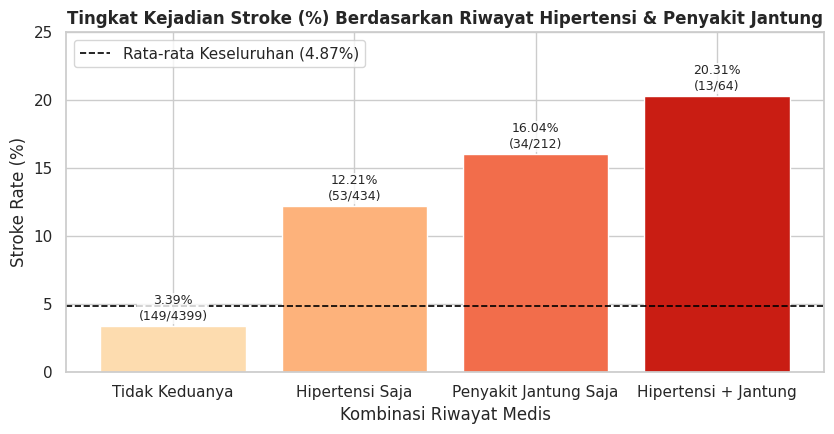 Tingkat Kejadian Stroke (%) Berdasarkan Riwayat Hipertensi & Penyakit Jantung
25
20
15
10
5
0
Stroke Rate (%)
Rata-rata Keseluruhan (4.87%)
3.39%
(149/4399)
12.21%
(53/434)
16.04%
(34/212)
20.31%
(13/64)
Tidak Keduanya
Hipertensi Saja
Penyakit Jantung Saja
Hipertensi + Jantung
Kombinasi Riwayat Medis